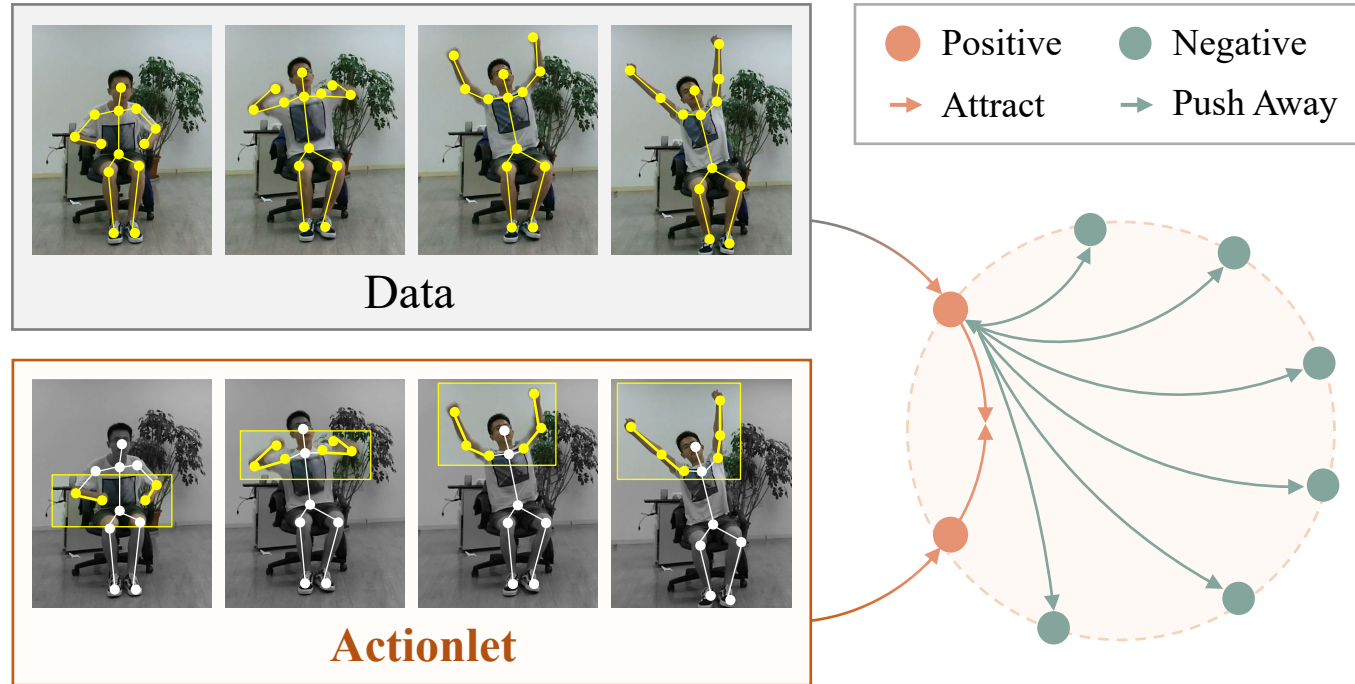 Data
Actionlet
Positive
Negative
Attract
Push Away